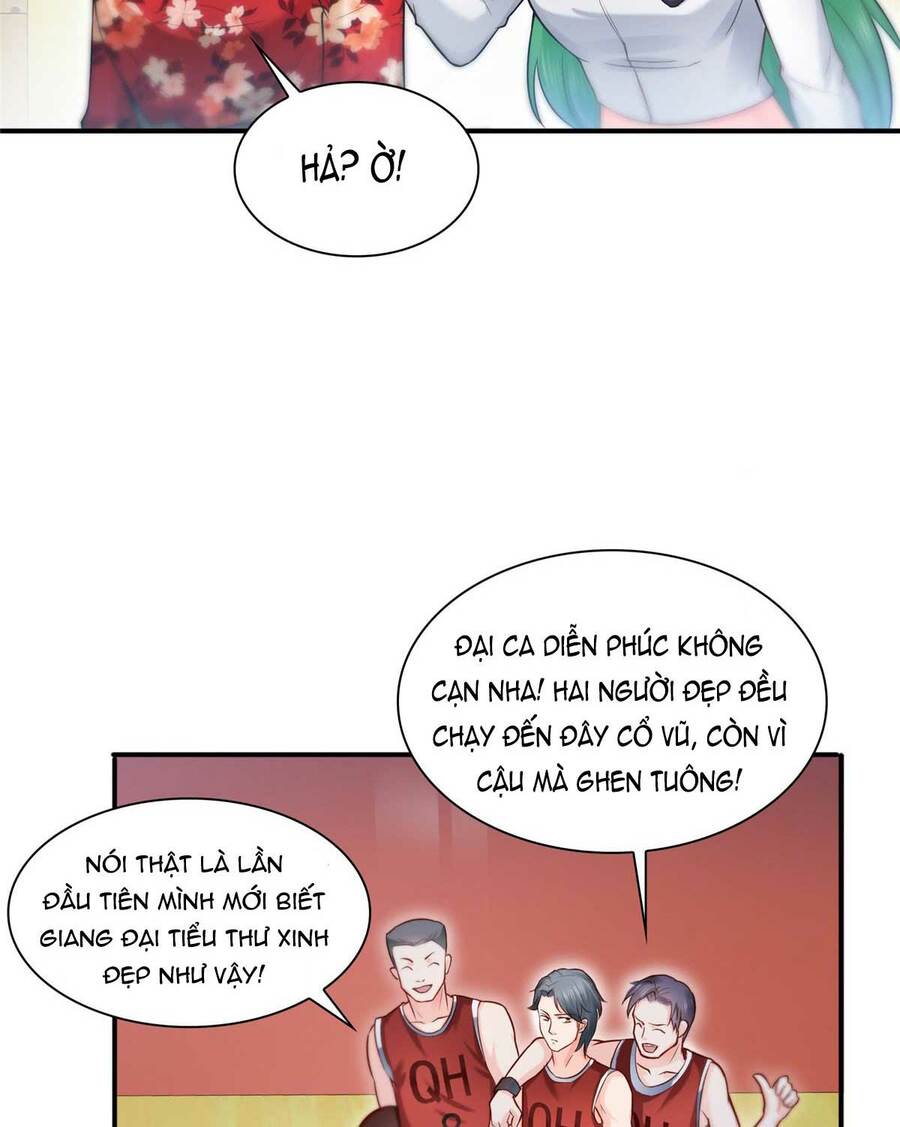 HẢ? Ờ!
ĐẠI CA DIỄN PHÚC KHÔNG
CẠN NHA! HAI NGƯỜI ĐẸP ĐỀU
CHẠY ĐẾN ĐÂY CỔ VŨ, CÒN VÌ
CẬU MÀ GHEN TUÔNG!
NÓI THẬT LÀ LẦN
ĐẦU TIÊN MÌNH MỚI BIẾT
GIANG ĐẠI TIỂU THƯ XINH
ĐẸP NHƯ VẬY!
QH
QH
QH